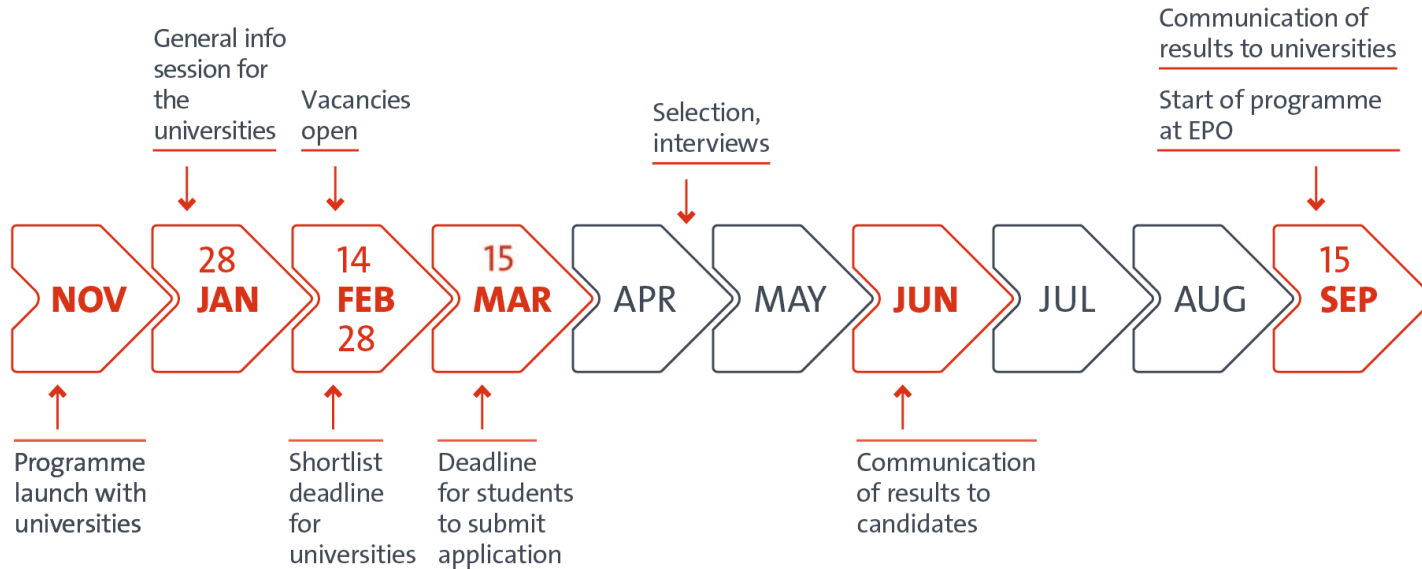 General info
session for
the
universities
Vacancies
open
Selection,
interviews
Communication of
results to universities
Start of programme
at EPO
NOV
28
JAN
14
FEB
28
15
MAR
APR
MAY
JUN
JUL
AUG
15
SEP
Programme
launch with
universities
Shortlist
deadline
for
universities
Deadline
for students
to submit
application
Communication
of results to
candidates